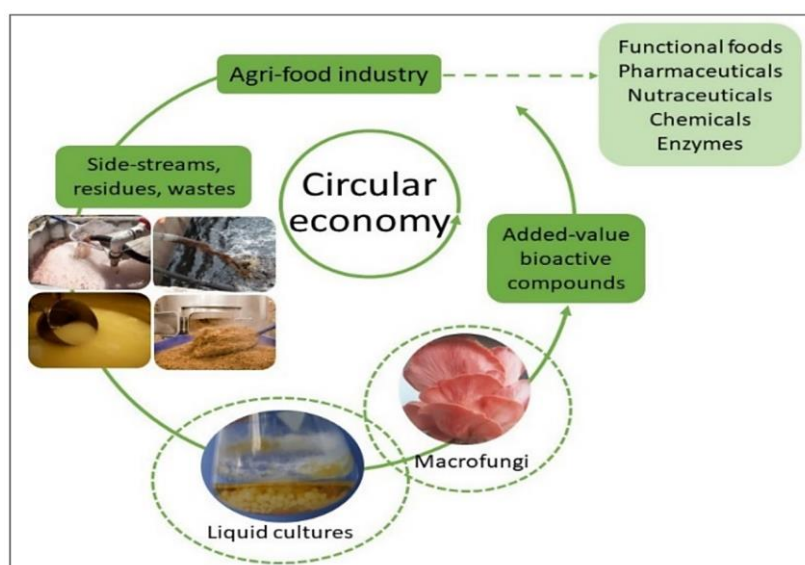 Agri-food industry
Functional foods
Pharmaceuticals
Nutraceuticals
Chemicals
Enzymes
Side-streams,
residues, wastes
Circular
economy
Added-value
bioactive
compounds
Macrofungi
Liquid cultures